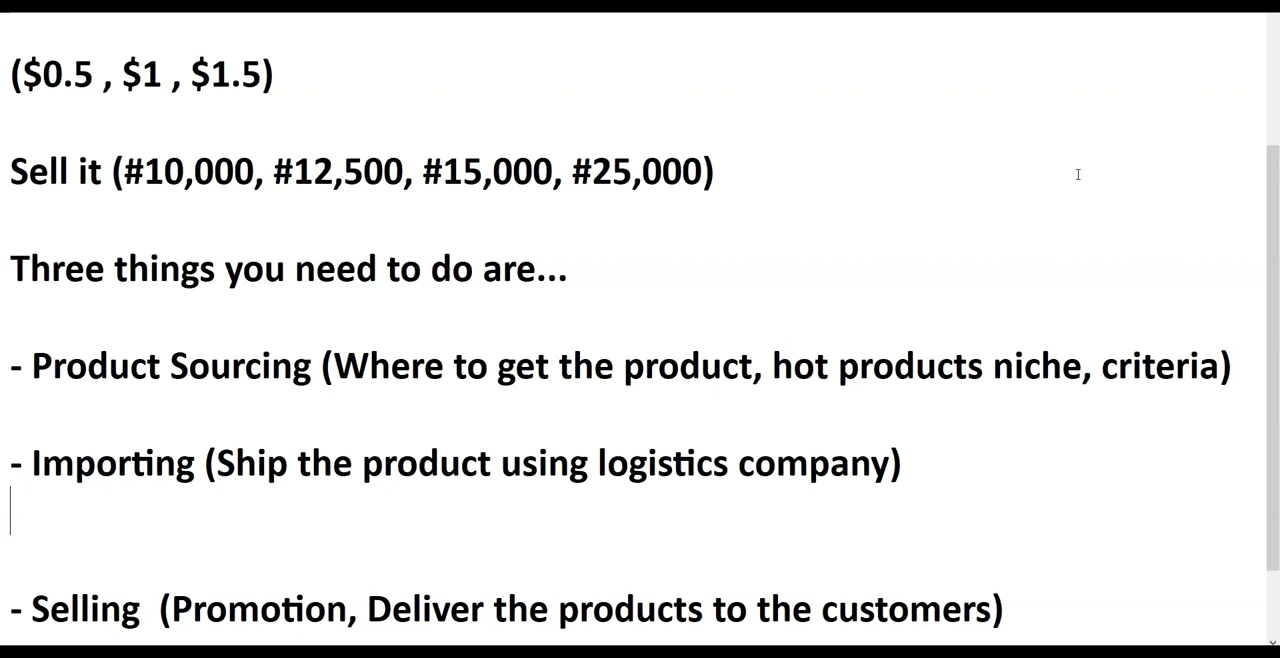 ($0.5 , $1 , $1.5)
Sell it (#10,000, #12,500, #15,000, #25,000)
Three things you need to do are...
- Product Sourcing (Where to get the product, hot products niche, criteria)
- Importing (Ship the product using logistics company)
- Selling  (Promotion, Deliver the products to the customers)